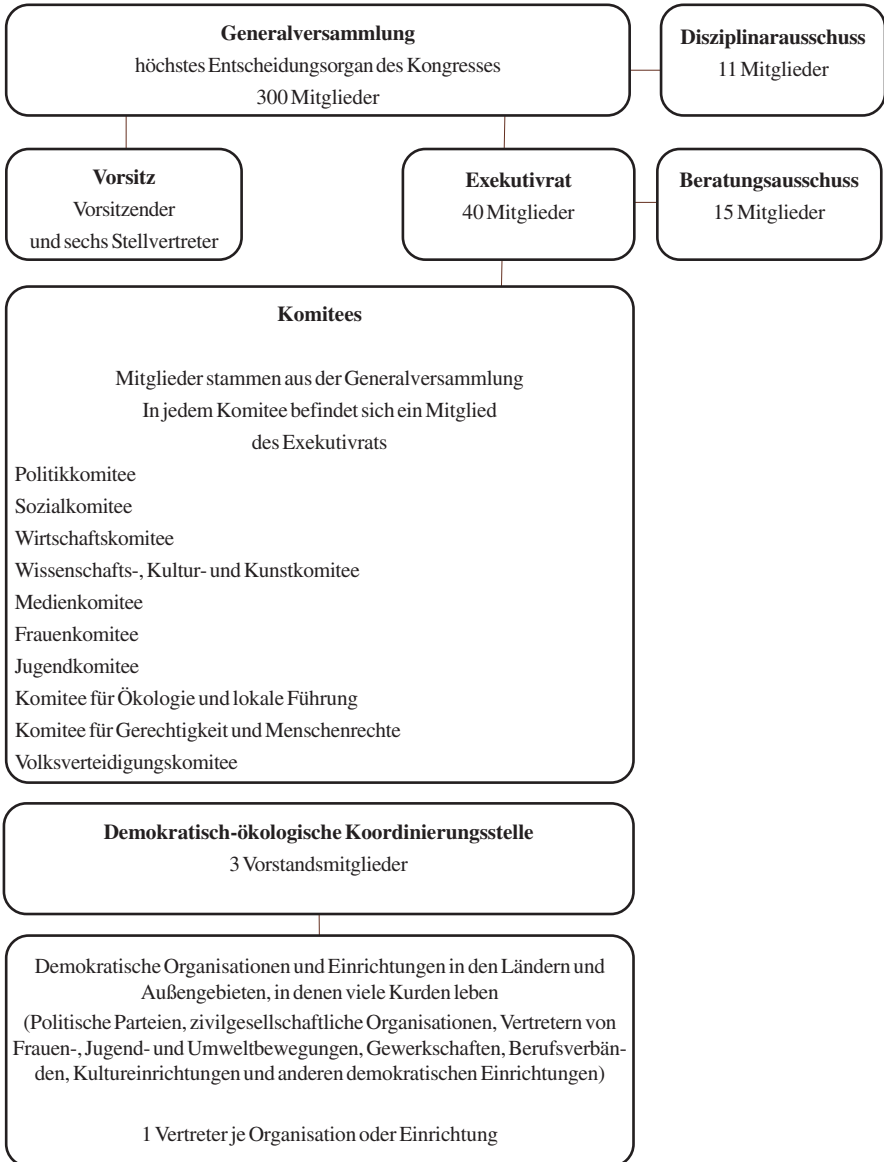 Generalversammlung
höchstes Entscheidungsorgan des Kongresses
300 Mitglieder
Disziplinarausschuss
11 Mitglieder
Vorsitz
Vorsitzender
und sechs Stellvertreter
Exekutivrat
40 Mitglieder
Beratungsausschuss
15 Mitglieder
Komitees
Mitglieder stammen aus der Generalversammlung
In jedem Komitee befindet sich ein Mitglied
des Exekutivrats
Politikkomitee
Sozialkomitee
Wirtschaftskomitee
Wissenschafts-, Kultur- und Kunstkomitee
Medienkomitee
Frauenkomitee
Jugendkomitee
Komitee für Ökologie und lokale Führung
Komitee für Gerechtigkeit und Menschenrechte
Volksverteidigungskomitee
Demokratisch-ökologische Koordinierungsstelle
3 Vorstandsmitglieder
Demokratische Organisationen und Einrichtungen in den Ländern und
Außengebieten, in denen viele Kurden leben
(Politische Parteien, zivilgesellschaftliche Organisationen, Vertretern von
Frauen-, Jugend- und Umweltbewegungen, Gewerkschaften, Berufsverbän-
den, Kultureinrichtungen und anderen demokratischen Einrichtungen)
1 Vertreter je Organisation oder Einrichtung